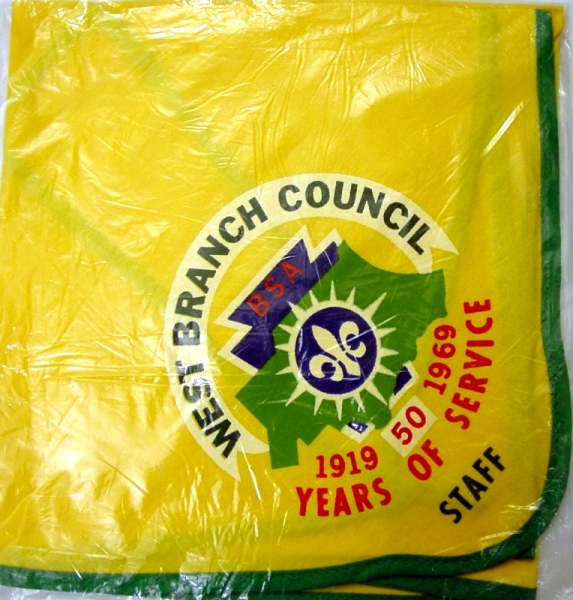 WEST BRANCH COUNCIL
BSA
1919 50 1969
YEARS OF SERVICE
STAFF